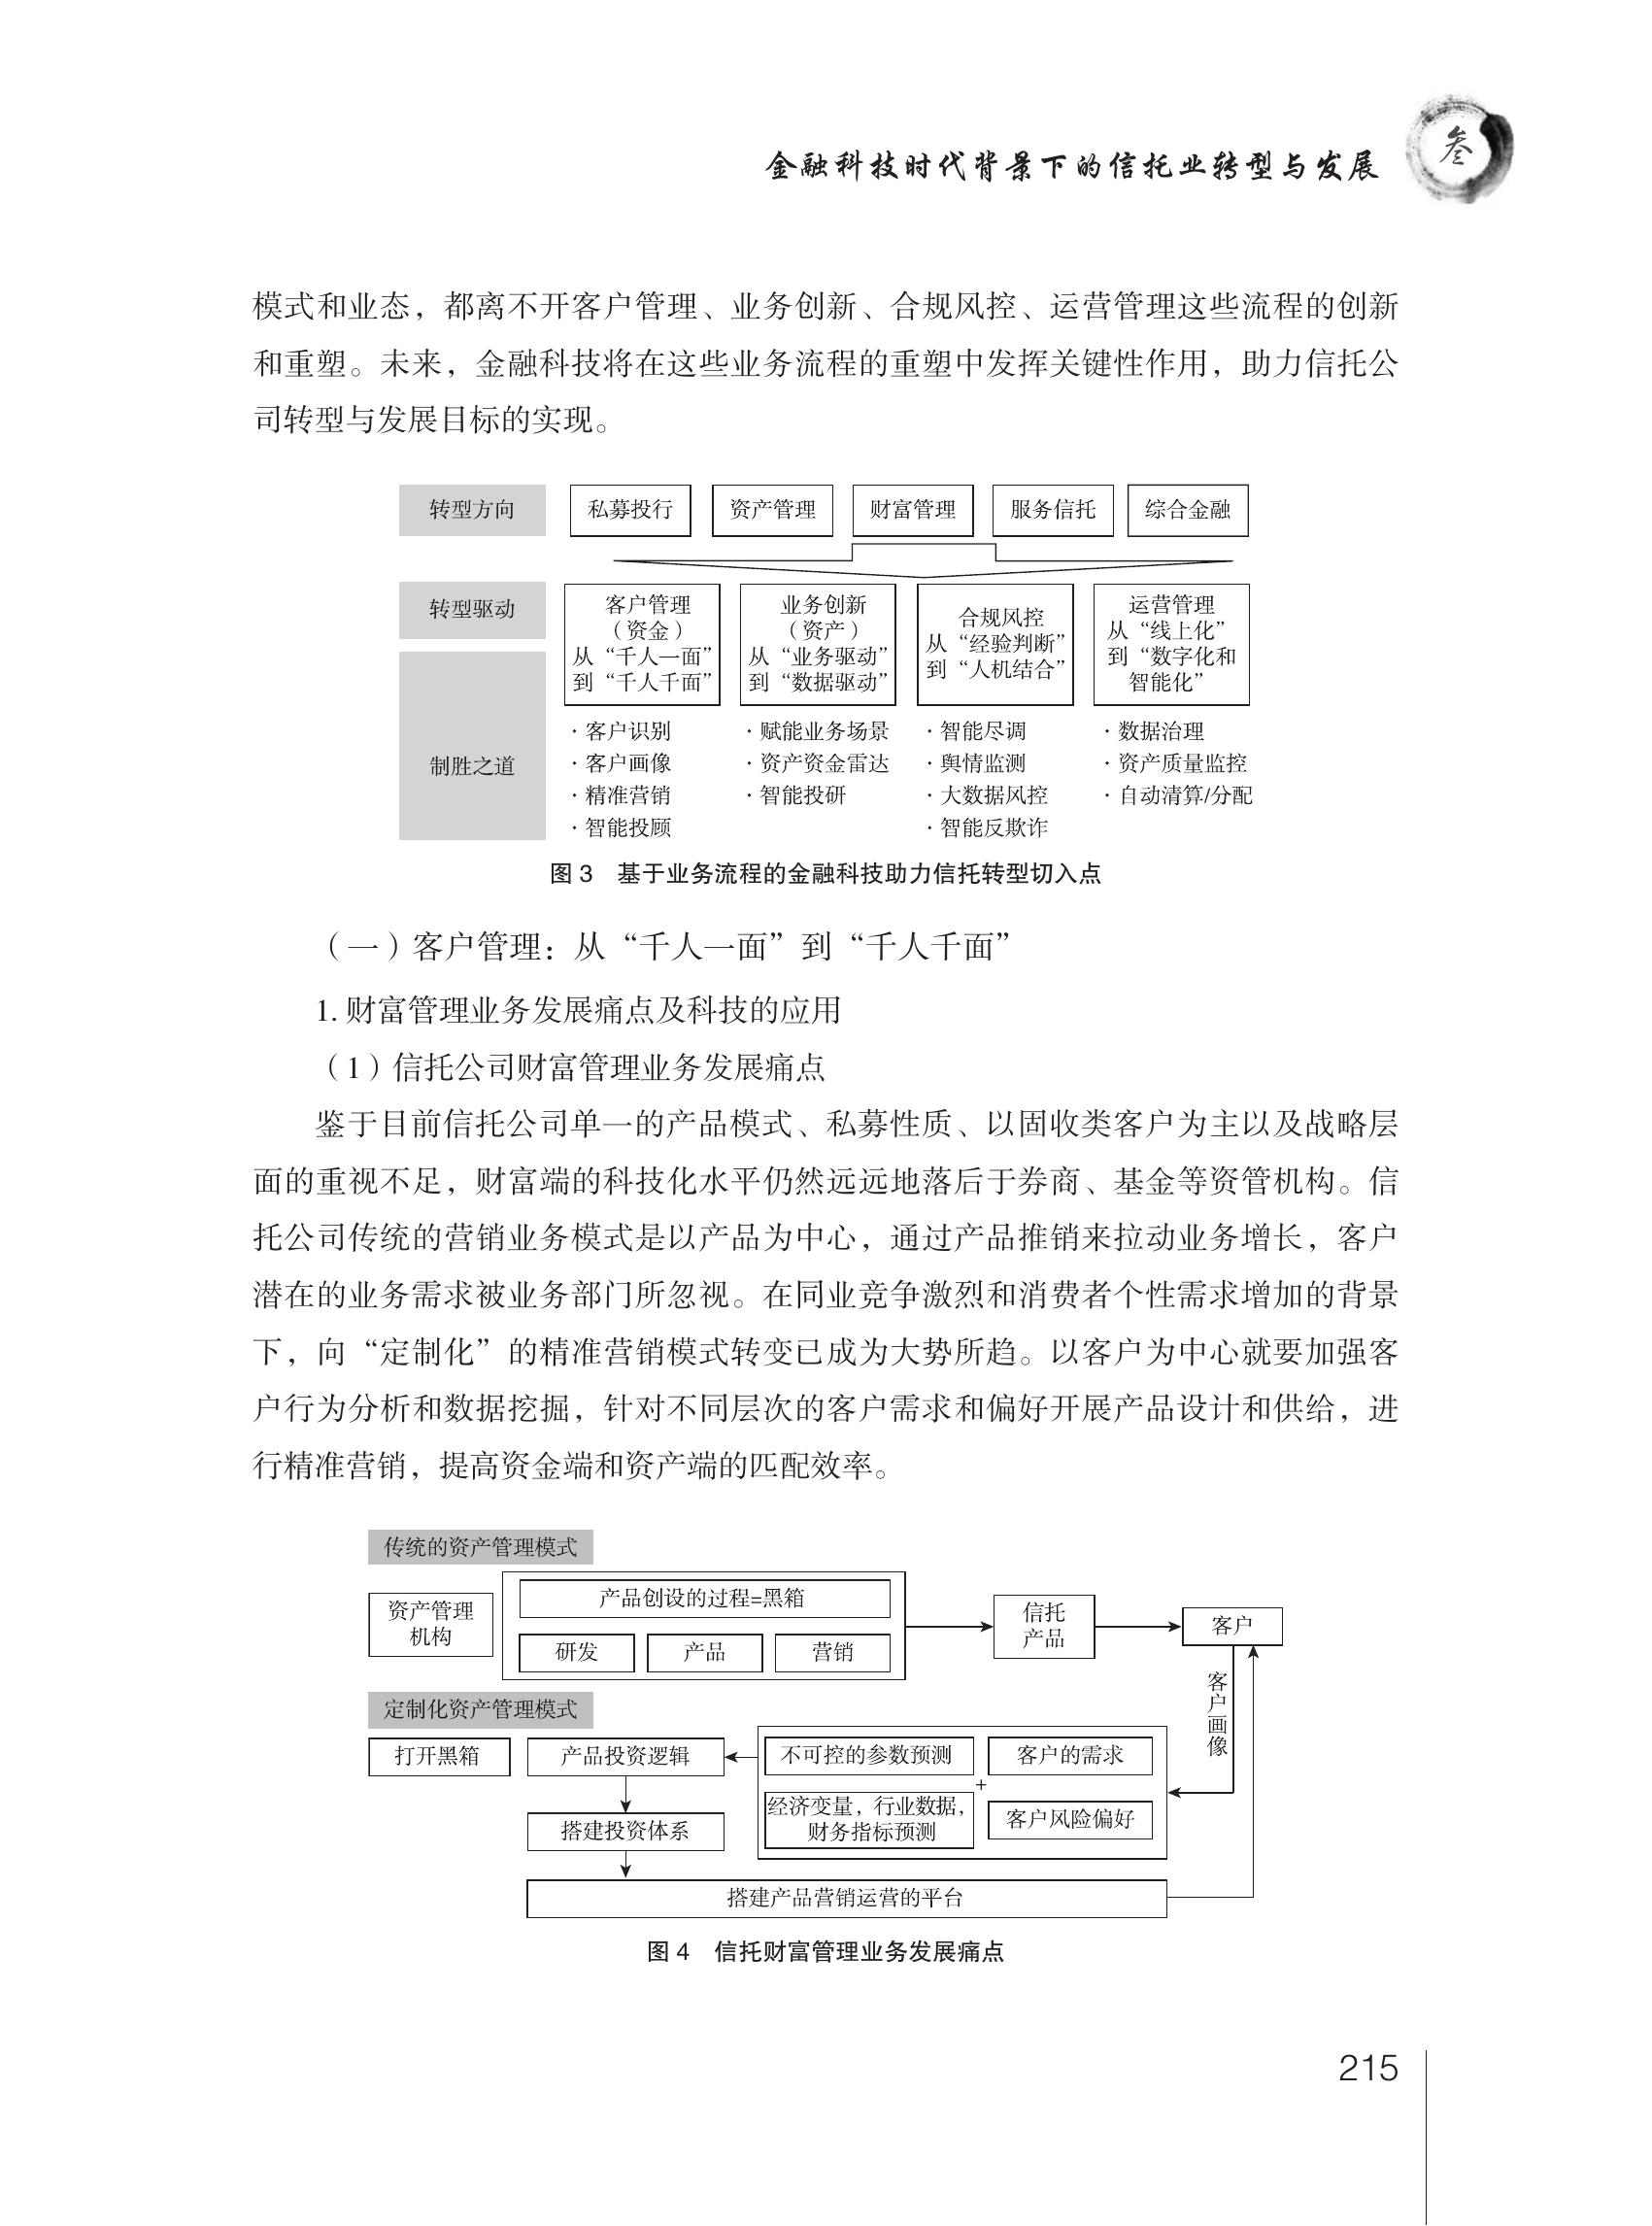 金融科技时代背景下的信托业转型与发展
叁
模式和业态，都离不开客户管理、业务创新、合规风控、运营管理这些流程的创新
和重塑。未来，金融科技将在这些业务流程的重塑中发挥关键性作用，助力信托公
司转型与发展目标的实现。
转型方向
私募投行
资产管理
财富管理
服务信托
综合金融
转型驱动
客户管理
（资金）
从“千人一面”
到“千人千面”
业务创新
（资产）
从“业务驱动”
到“数据驱动”
合规风控
从“经验判断”
到“人机结合”
运营管理
从“线上化”
到“数字化和
智能化”
制胜之道
·客户识别
·客户画像
·精准营销
·智能投顾
·赋能业务场景
·资产资金雷达
·智能投研
·智能尽调
·舆情监测
·大数据风控
·智能反欺诈
·数据治理
·资产质量监控
·自动清算/分配
图 3　基于业务流程的金融科技助力信托转型切入点
（一）客户管理：从“千人一面”到“千人千面”
1. 财富管理业务发展痛点及科技的应用
（1）信托公司财富管理业务发展痛点
鉴于目前信托公司单一的产品模式、私募性质、以固收类客户为主以及战略层
面的重视不足，财富端的科技化水平仍然远远地落后于券商、基金等资管机构。信
托公司传统的营销业务模式是以产品为中心，通过产品推销来拉动业务增长，客户
潜在的业务需求被业务部门所忽视。在同业竞争激烈和消费者个性需求增加的背景
下，向“定制化”的精准营销模式转变已成为大势所趋。以客户为中心就要加强客
户行为分析和数据挖掘，针对不同层次的客户需求和偏好开展产品设计和供给，进
行精准营销，提高资金端和资产端的匹配效率。
传统的资产管理模式
资产管理
机构
产品创设的过程=黑箱
研发
产品
营销
信托
产品
客户
客户画像
定制化资产管理模式
打开黑箱
产品投资逻辑
不可控的参数预测
客户的需求
+
经济变量，行业数据，
财务指标预测
客户风险偏好
搭建投资体系
搭建产品营销运营的平台
图 4　信托财富管理业务发展痛点
215